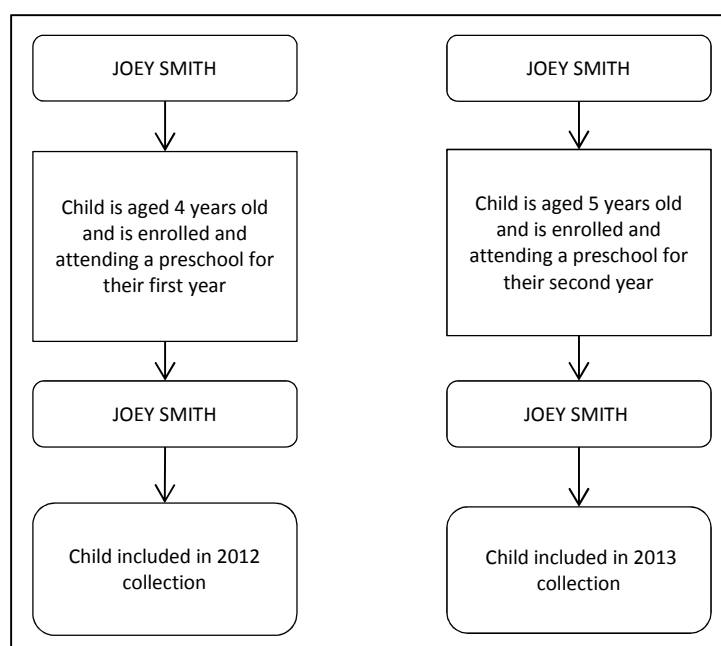 JOEY SMITH
Child is aged 4 years old
and is enrolled and
attending a preschool for
their first year
JOEY SMITH
Child included in 2012
collection
JOEY SMITH
Child is aged 5 years old
and is enrolled and
attending a preschool for
their second year
JOEY SMITH
Child included in 2013
collection